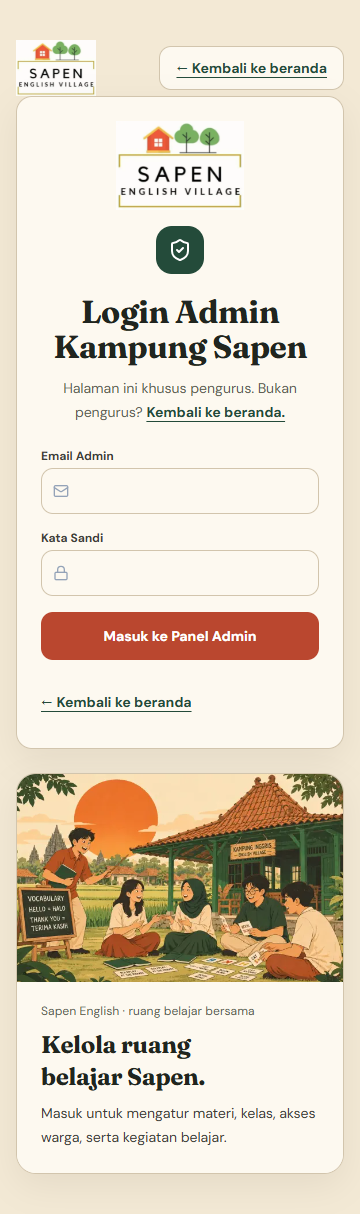 SAPEN
ENGLISH VILLAGE
← Kembali ke beranda
SAPEN
ENGLISH VILLAGE
Login Admin
Kampung Sapen
Halaman ini khusus pengurus. Bukan
pengurus? Kembali ke beranda.
Email Admin
Kata Sandi
Masuk ke Panel Admin
← Kembali ke beranda
KAMPUNG INGGRIS
ENGLISH VILLAGE
VOCABULARY
HELLO = HALO
THANK YOU =
TERIMA KASIH
Sapen English · ruang belajar bersama
Kelola ruang
belajar Sapen.
Masuk untuk mengatur materi, kelas, akses
warga, serta kegiatan belajar.